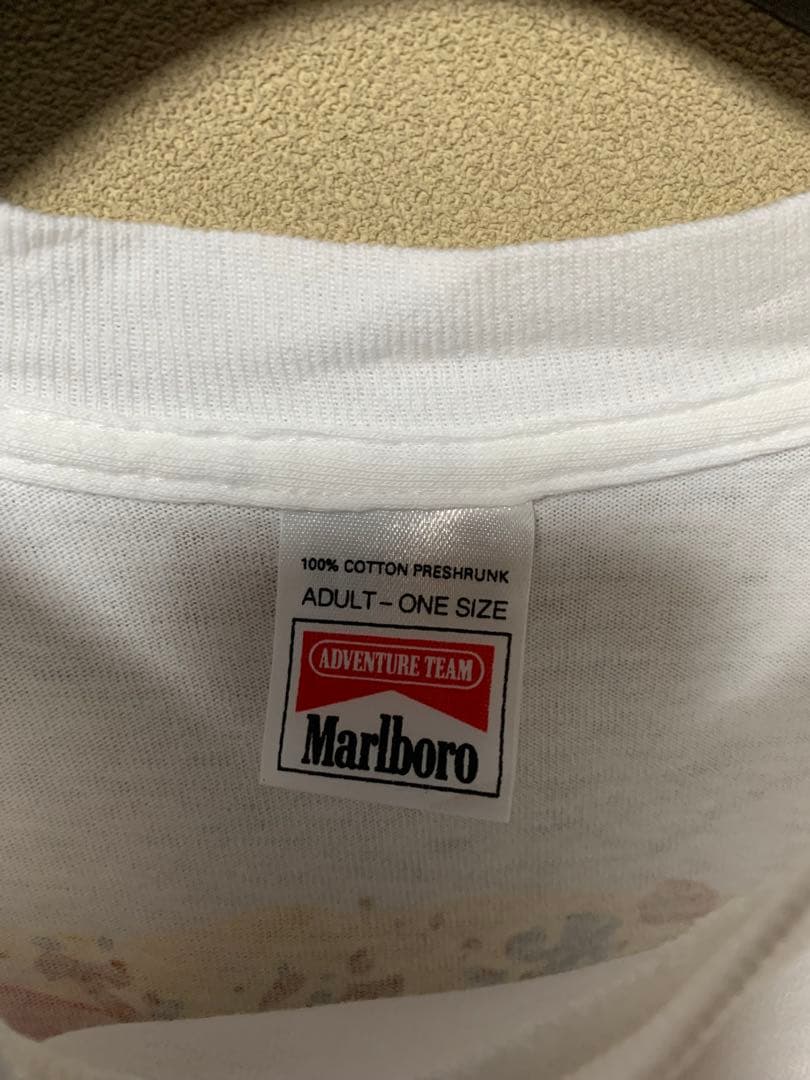 100% COTTON PRESHRUNK
ADULT – ONE SIZE
ADVENTURE TEAM
Marlboro